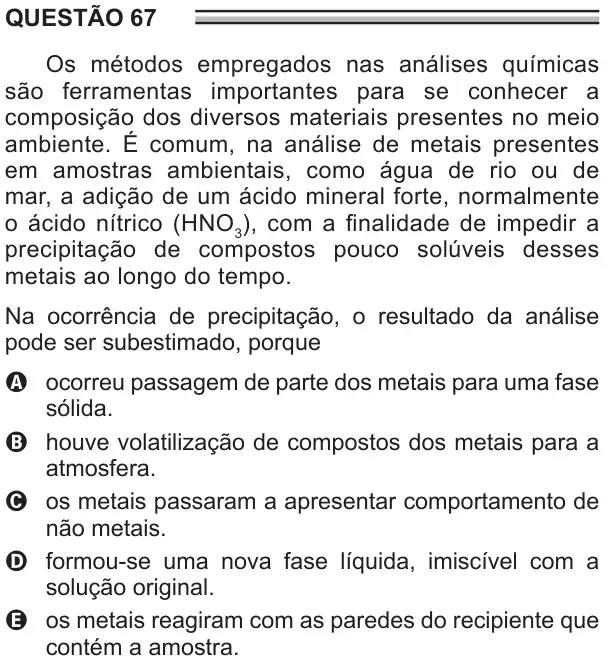 QUESTÃO 67
Os métodos empregados nas análises químicas
são ferramentas importantes para se conhecer a
composição dos diversos materiais presentes no meio
ambiente. É comum, na análise de metais presentes
em amostras ambientais, como água de rio ou de
mar, a adição de um ácido mineral forte, normalmente
o ácido nítrico (HNO₃), com a finalidade de impedir a
precipitação de compostos pouco solúveis desses
metais ao longo do tempo.
Na ocorrência de precipitação, o resultado da análise
pode ser subestimado, porque
A ocorreu passagem de parte dos metais para uma fase
sólida.
B houve volatilização de compostos dos metais para a
atmosfera.
C os metais passaram a apresentar comportamento de
não metais.
D formou-se uma nova fase líquida, imiscível com a
solução original.
E os metais reagiram com as paredes do recipiente que
contém a amostra.